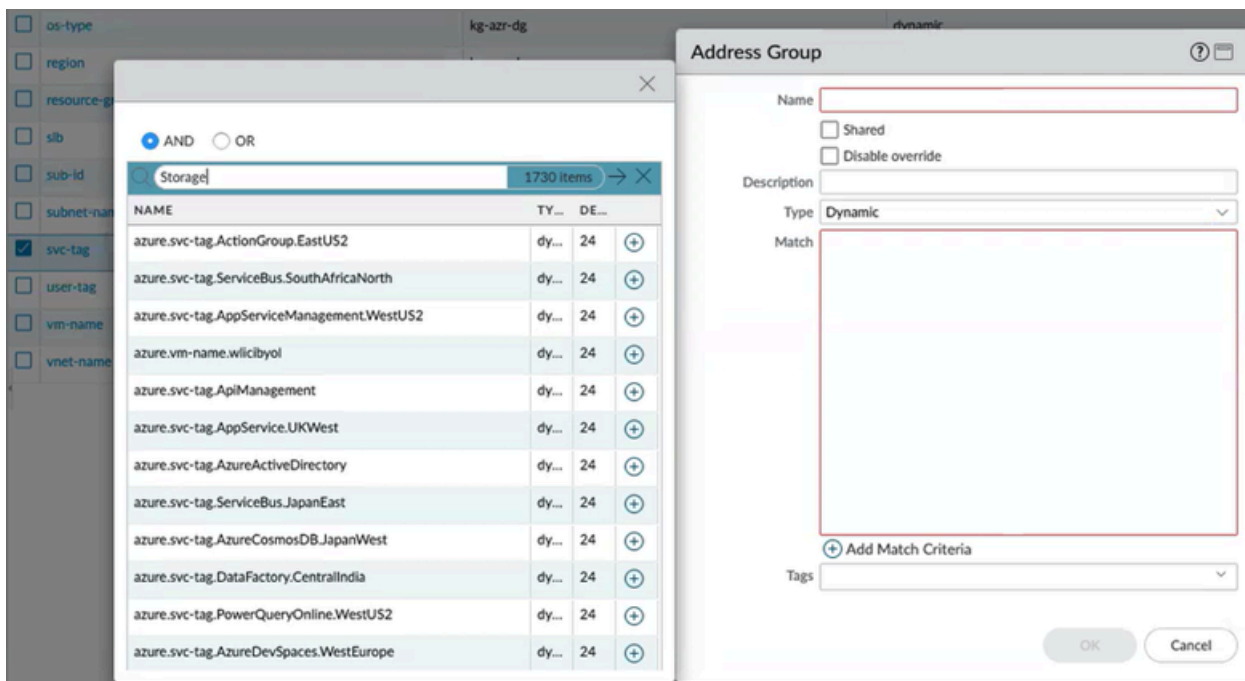 os-type kg-azr-dg dynamic
region
resource-gr
slb
sub-id
subnet-nam
svc-tag
user-tag
vm-name
vnet-name
AND OR
Storage 1730 items
NAME TY... DE...
azure.svc-tag.ActionGroup.EastUS2 dy... 24
azure.svc-tag.ServiceBus.SouthAfricaNorth dy... 24
azure.svc-tag.AppServiceManagement.WestUS2 dy... 24
azure.vm-name.wlicibyol dy... 24
azure.svc-tag.ApiManagement dy... 24
azure.svc-tag.AppService.UKWest dy... 24
azure.svc-tag.AzureActiveDirectory dy... 24
azure.svc-tag.ServiceBus.JapanEast dy... 24
azure.svc-tag.AzureCosmosDB.JapanWest dy... 24
azure.svc-tag.DataFactory.CentralIndia dy... 24
azure.svc-tag.PowerQueryOnline.WestUS2 dy... 24
azure.svc-tag.AzureDevSpaces.WestEurope dy... 24
Address Group
Name
Shared
Disable override
Description
Type Dynamic
Match
Add Match Criteria
Tags
OK Cancel